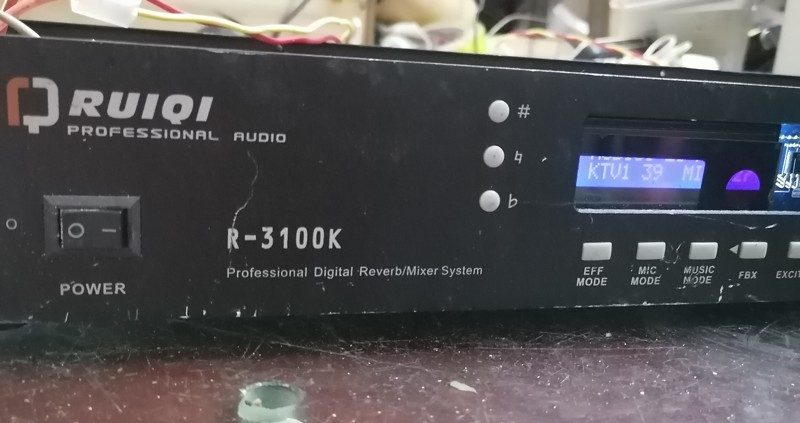 RUIQI
PROFESSIONAL AUDIO
#
♮
♭
KTV1 39 MI
R-3100K
Professional Digital Reverb/Mixer System
POWER
EFF
MODE
MIC
MODE
MUSIC
MODE
FBX
EXCIT